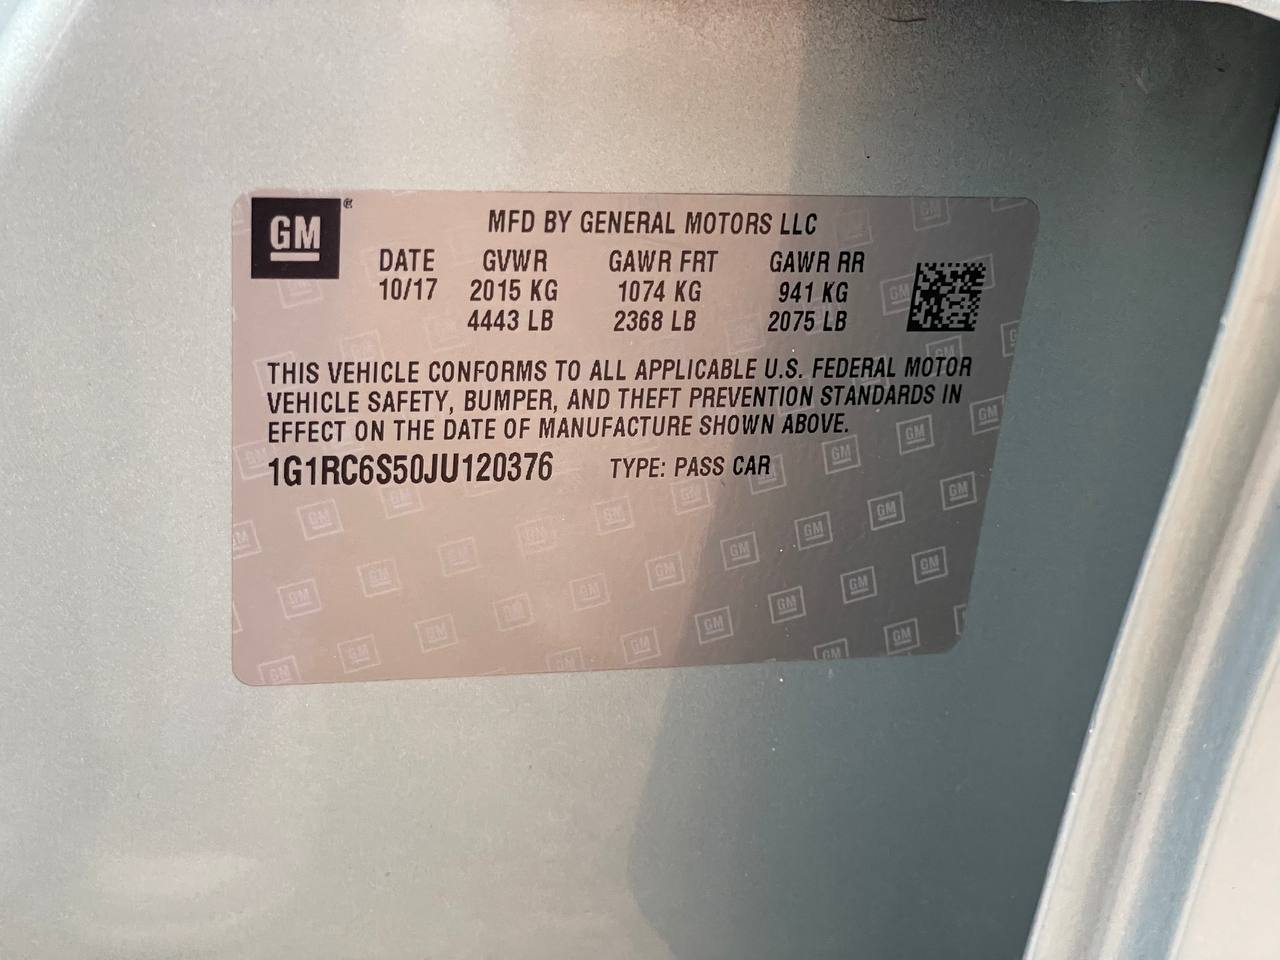 GM ®
MFD BY GENERAL MOTORS LLC
DATE GVWR GAWR FRT GAWR RR
10/17 2015 KG 1074 KG 941 KG
4443 LB 2368 LB 2075 LB
THIS VEHICLE CONFORMS TO ALL APPLICABLE U.S. FEDERAL MOTOR
VEHICLE SAFETY, BUMPER, AND THEFT PREVENTION STANDARDS IN
EFFECT ON THE DATE OF MANUFACTURE SHOWN ABOVE.
1G1RC6S50JU120376 TYPE: PASS CAR